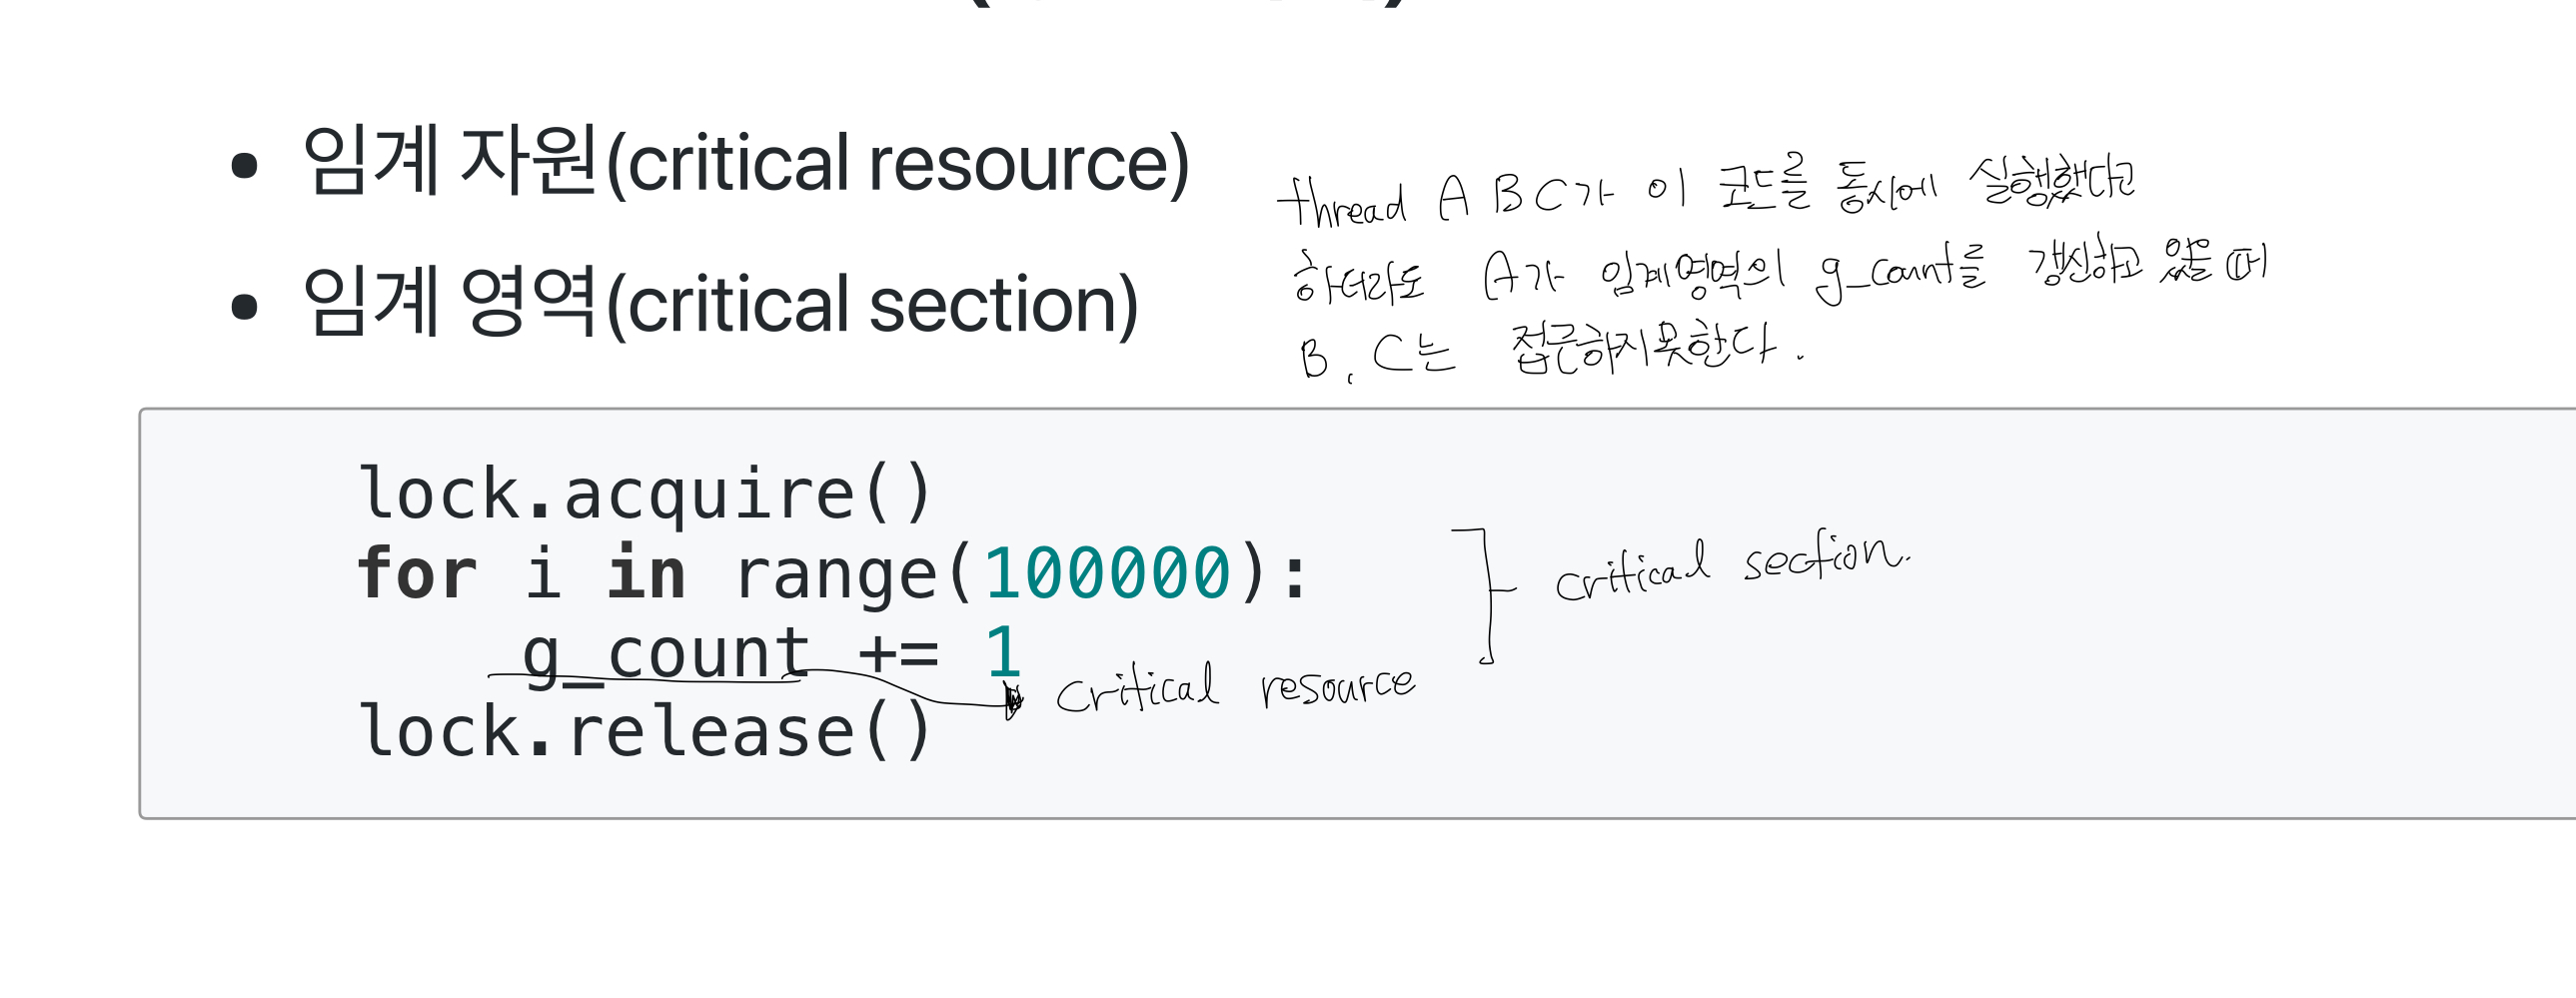 • 임계 자원(critical resource)
• 임계 영역(critical section)
thread A B C가 이 코드를 동시에 실행했다고
하더라도 A가 임계영역의 g_count를 갱신하고 있을 때
B, C는 접근하지못한다.
lock.acquire()
for i in range(100000):
    g_count += 1
lock.release()
critical section.
critical resource